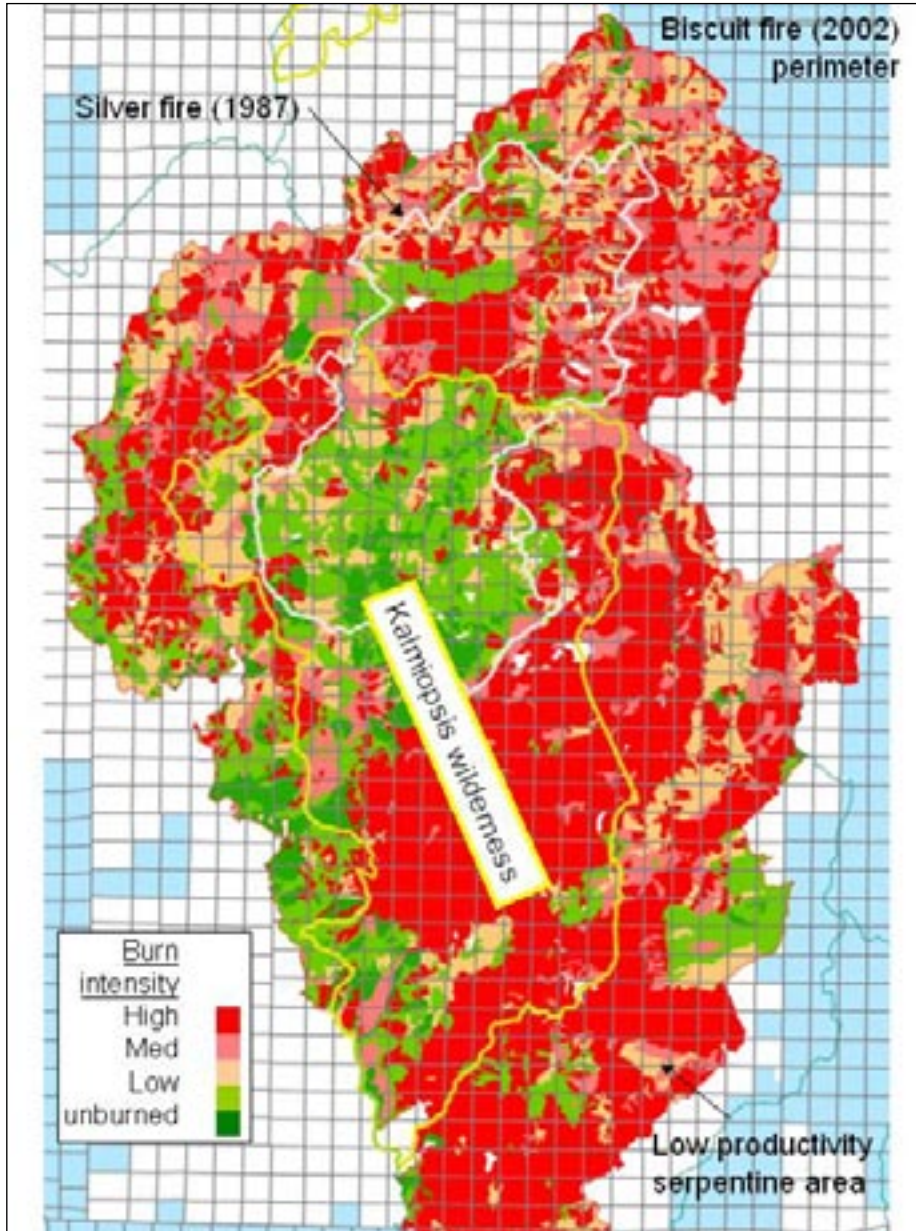 Biscuit fire (2002)
perimeter
Silver fire (1987)
Kalmiopsis wilderness
Burn
intensity
High
Med
Low
unburned
Low productivity
serpentine area